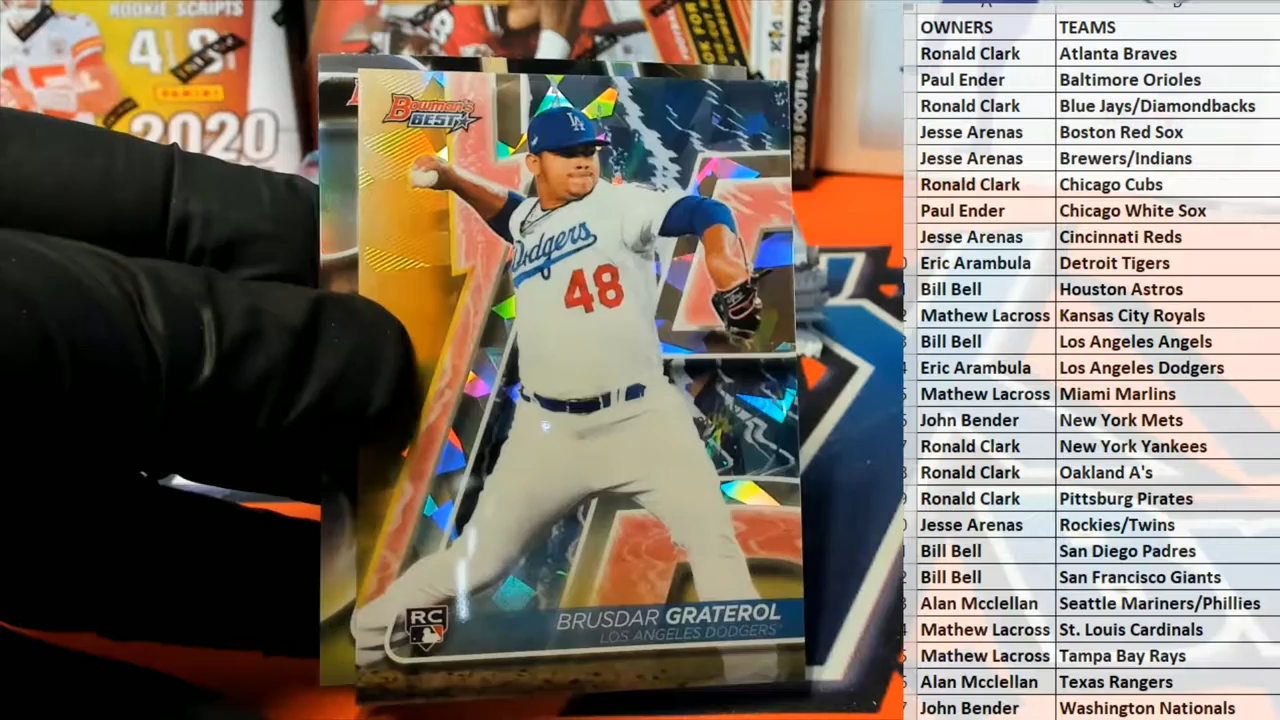 ROOKIE SCRIPTS
PANINI
2020
2020 FOOTBALL
Bowman's
BEST
LA
Dodgers
48
RC
BRUSDAR GRATEROL
LOS ANGELES DODGERS
OWNERS TEAMS
Ronald Clark Atlanta Braves
Paul Ender Baltimore Orioles
Ronald Clark Blue Jays/Diamondbacks
Jesse Arenas Boston Red Sox
Jesse Arenas Brewers/Indians
Ronald Clark Chicago Cubs
Paul Ender Chicago White Sox
Jesse Arenas Cincinnati Reds
Eric Arambula Detroit Tigers
Bill Bell Houston Astros
Mathew Lacross Kansas City Royals
Bill Bell Los Angeles Angels
Eric Arambula Los Angeles Dodgers
Mathew Lacross Miami Marlins
John Bender New York Mets
Ronald Clark New York Yankees
Ronald Clark Oakland A's
Ronald Clark Pittsburg Pirates
Jesse Arenas Rockies/Twins
Bill Bell San Diego Padres
Bill Bell San Francisco Giants
Alan Mcclellan Seattle Mariners/Phillies
Mathew Lacross St. Louis Cardinals
Mathew Lacross Tampa Bay Rays
Alan Mcclellan Texas Rangers
John Bender Washington Nationals